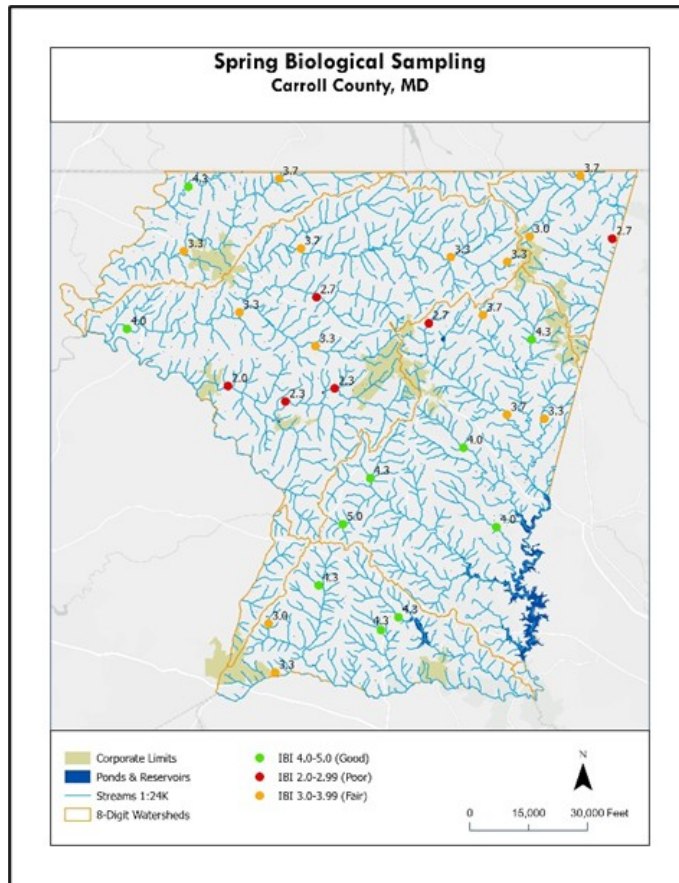 Spring Biological Sampling
Carroll County, MD
4.3
3.7
3.7
3.0
2.7
3.3
3.7
3.3
3.3
2.7
3.3
3.7
2.7
4.0
4.3
3.3
2.0
2.3
2.3
3.7
3.3
4.0
4.3
5.0
4.0
4.3
4.3
4.3
3.0
3.3
Corporate Limits
Ponds & Reservoirs
Streams 1:24K
8-Digit Watersheds
IBI 4.0-5.0 (Good)
IBI 2.0-2.99 (Poor)
IBI 3.0-3.99 (Fair)
N
0 15,000 30,000 Feet